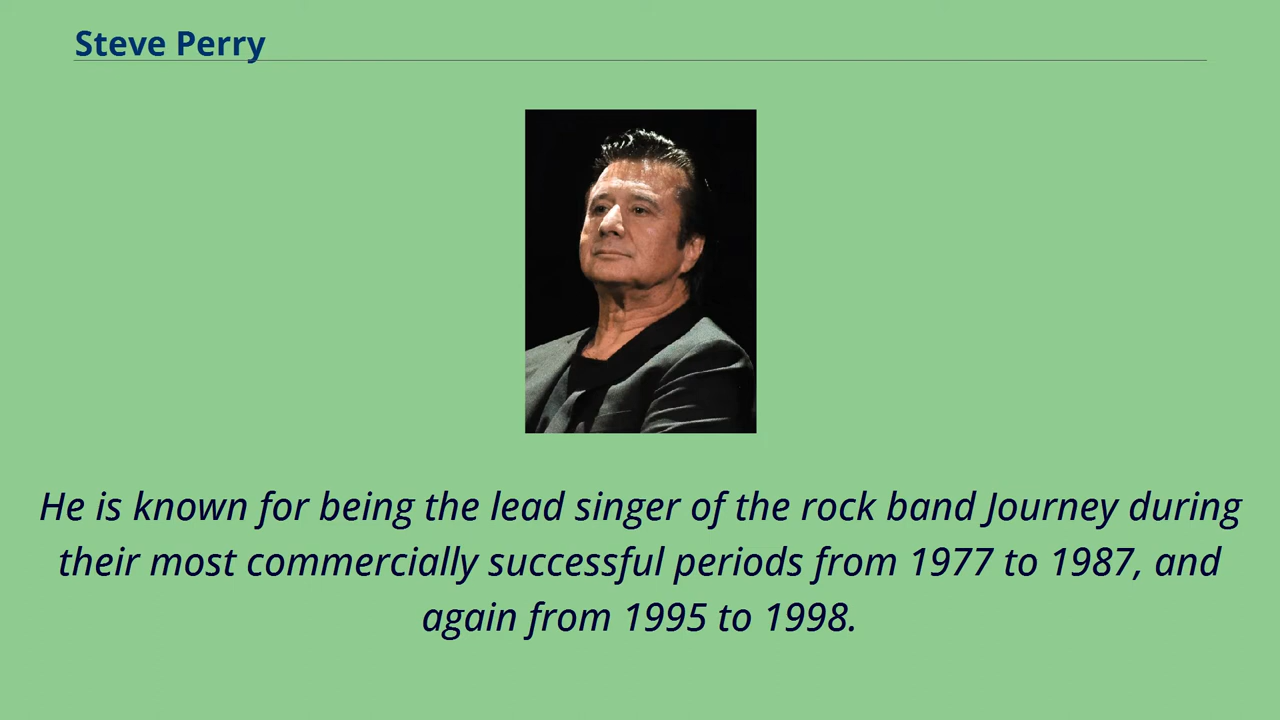 Steve Perry
He is known for being the lead singer of the rock band Journey during
their most commercially successful periods from 1977 to 1987, and
again from 1995 to 1998.